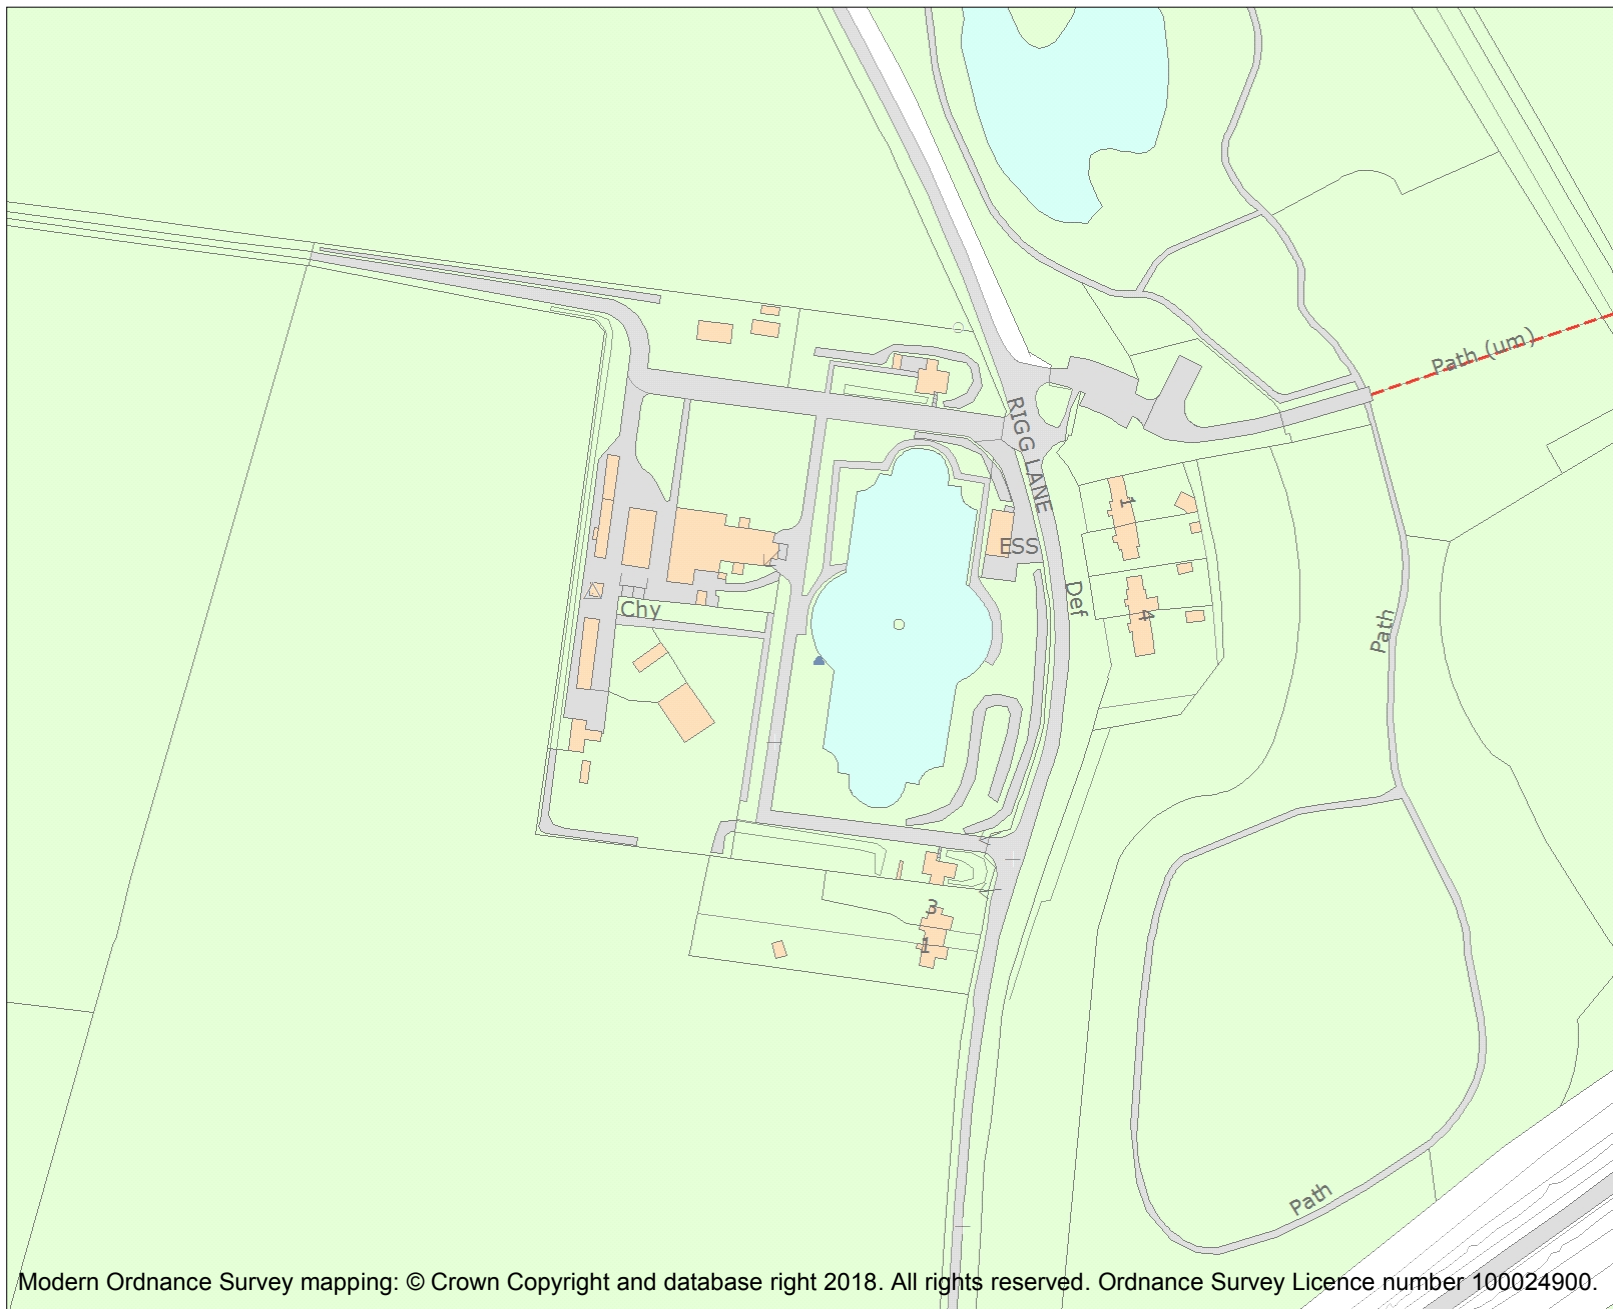 Path (um)
RIGG LANE
1
ESS
Def
4
Chy
Path
3
1
Path
Modern Ordnance Survey mapping: © Crown Copyright and database right 2018. All rights reserved. Ordnance Survey Licence number 100024900.